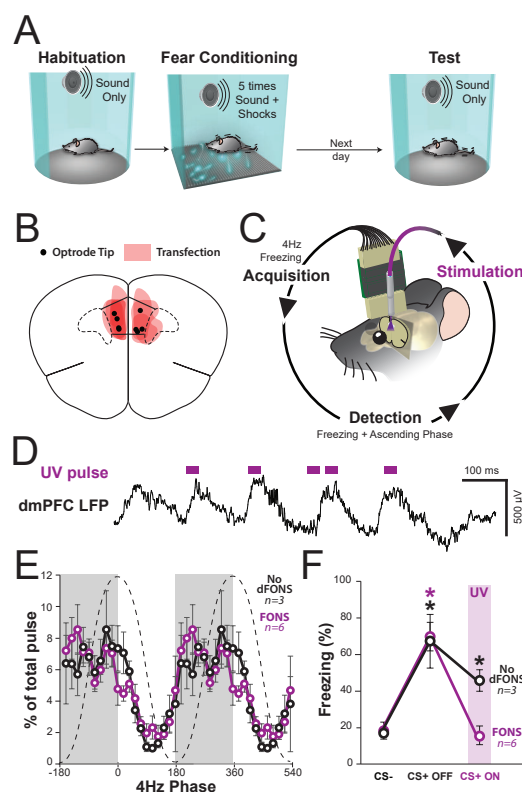 A
Habituation
Fear Conditioning
Test
Sound
Only
5 times
Sound +
Shocks
Sound
Only
Next
day
B
Optrode Tip
Transfection
C
4Hz
Freezing
Acquisition
Stimulation
Detection
Freezing + Ascending Phase
D
UV pulse
dmPFC LFP
100 ms
500 µV
E
No
dFONS
n=3
FONS
n=6
% of total pulse
12
10
8
6
4
2
0
-180
0
180
360
540
4Hz Phase
F
UV
Freezing (%)
100
80
60
40
20
0
*
*
*
No
dFONS
n=3
FONS
n=6
CS-
CS+ OFF
CS+ ON